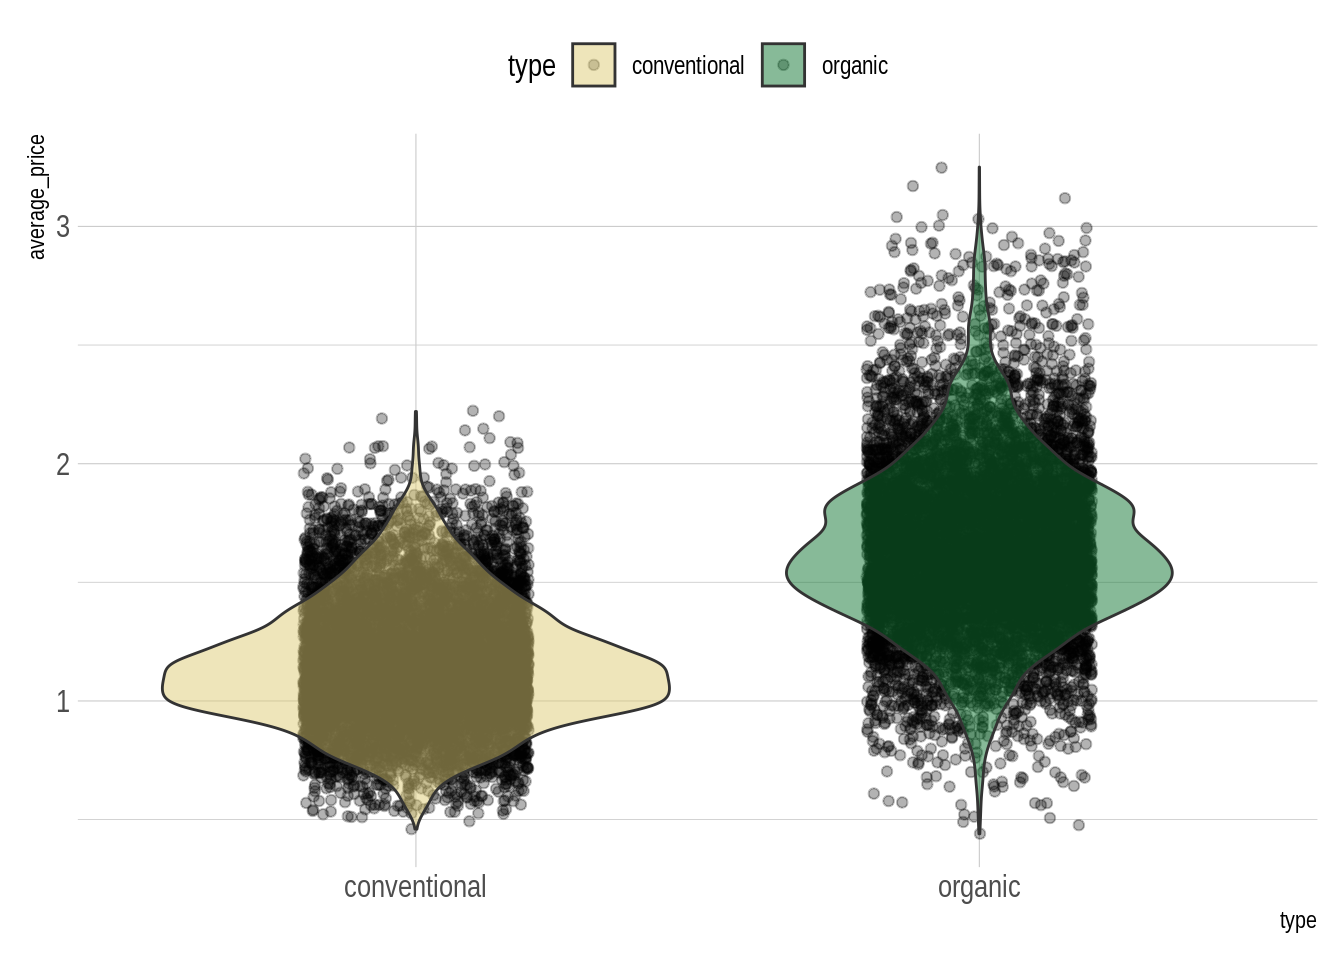 type conventional organic
average_price
3
2
1
conventional organic
type